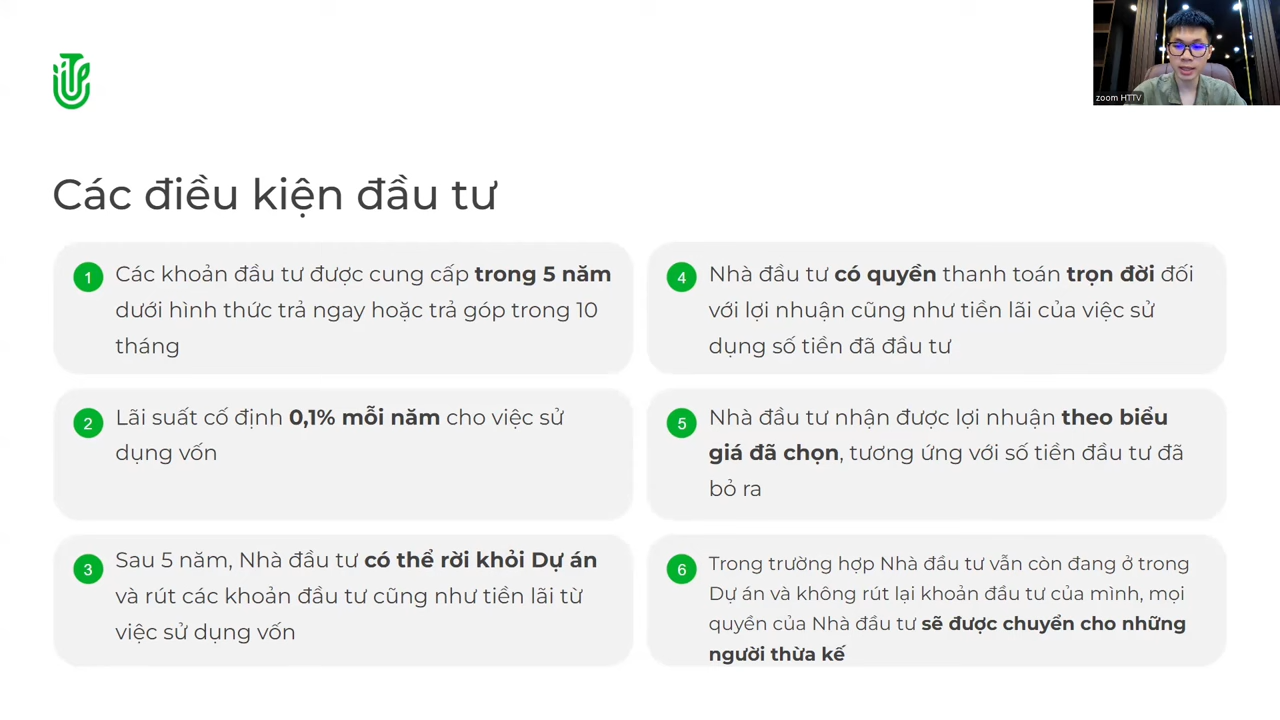 zoom HTTV
Các điều kiện đầu tư
1
Các khoản đầu tư được cung cấp trong 5 năm
dưới hình thức trả ngay hoặc trả góp trong 10
tháng
2
Lãi suất cố định 0,1% mỗi năm cho việc sử
dụng vốn
3
Sau 5 năm, Nhà đầu tư có thể rời khỏi Dự án
và rút các khoản đầu tư cũng như tiền lãi từ
việc sử dụng vốn
4
Nhà đầu tư có quyền thanh toán trọn đời đối
với lợi nhuận cũng như tiền lãi của việc sử
dụng số tiền đã đầu tư
5
Nhà đầu tư nhận được lợi nhuận theo biểu
giá đã chọn, tương ứng với số tiền đầu tư đã
bỏ ra
6
Trong trường hợp Nhà đầu tư vẫn còn đang ở trong
Dự án và không rút lại khoản đầu tư của mình, mọi
quyền của Nhà đầu tư sẽ được chuyển cho những
người thừa kế